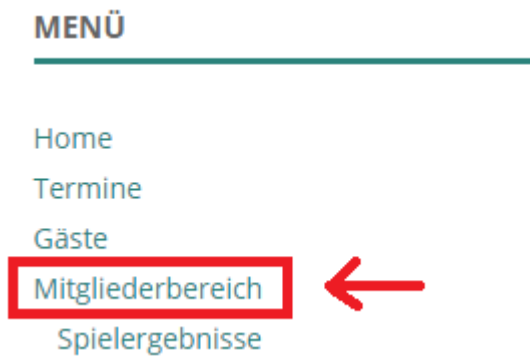 MENÜ
Home
Termine
Gäste
Mitgliederbereich
Spielergebnisse